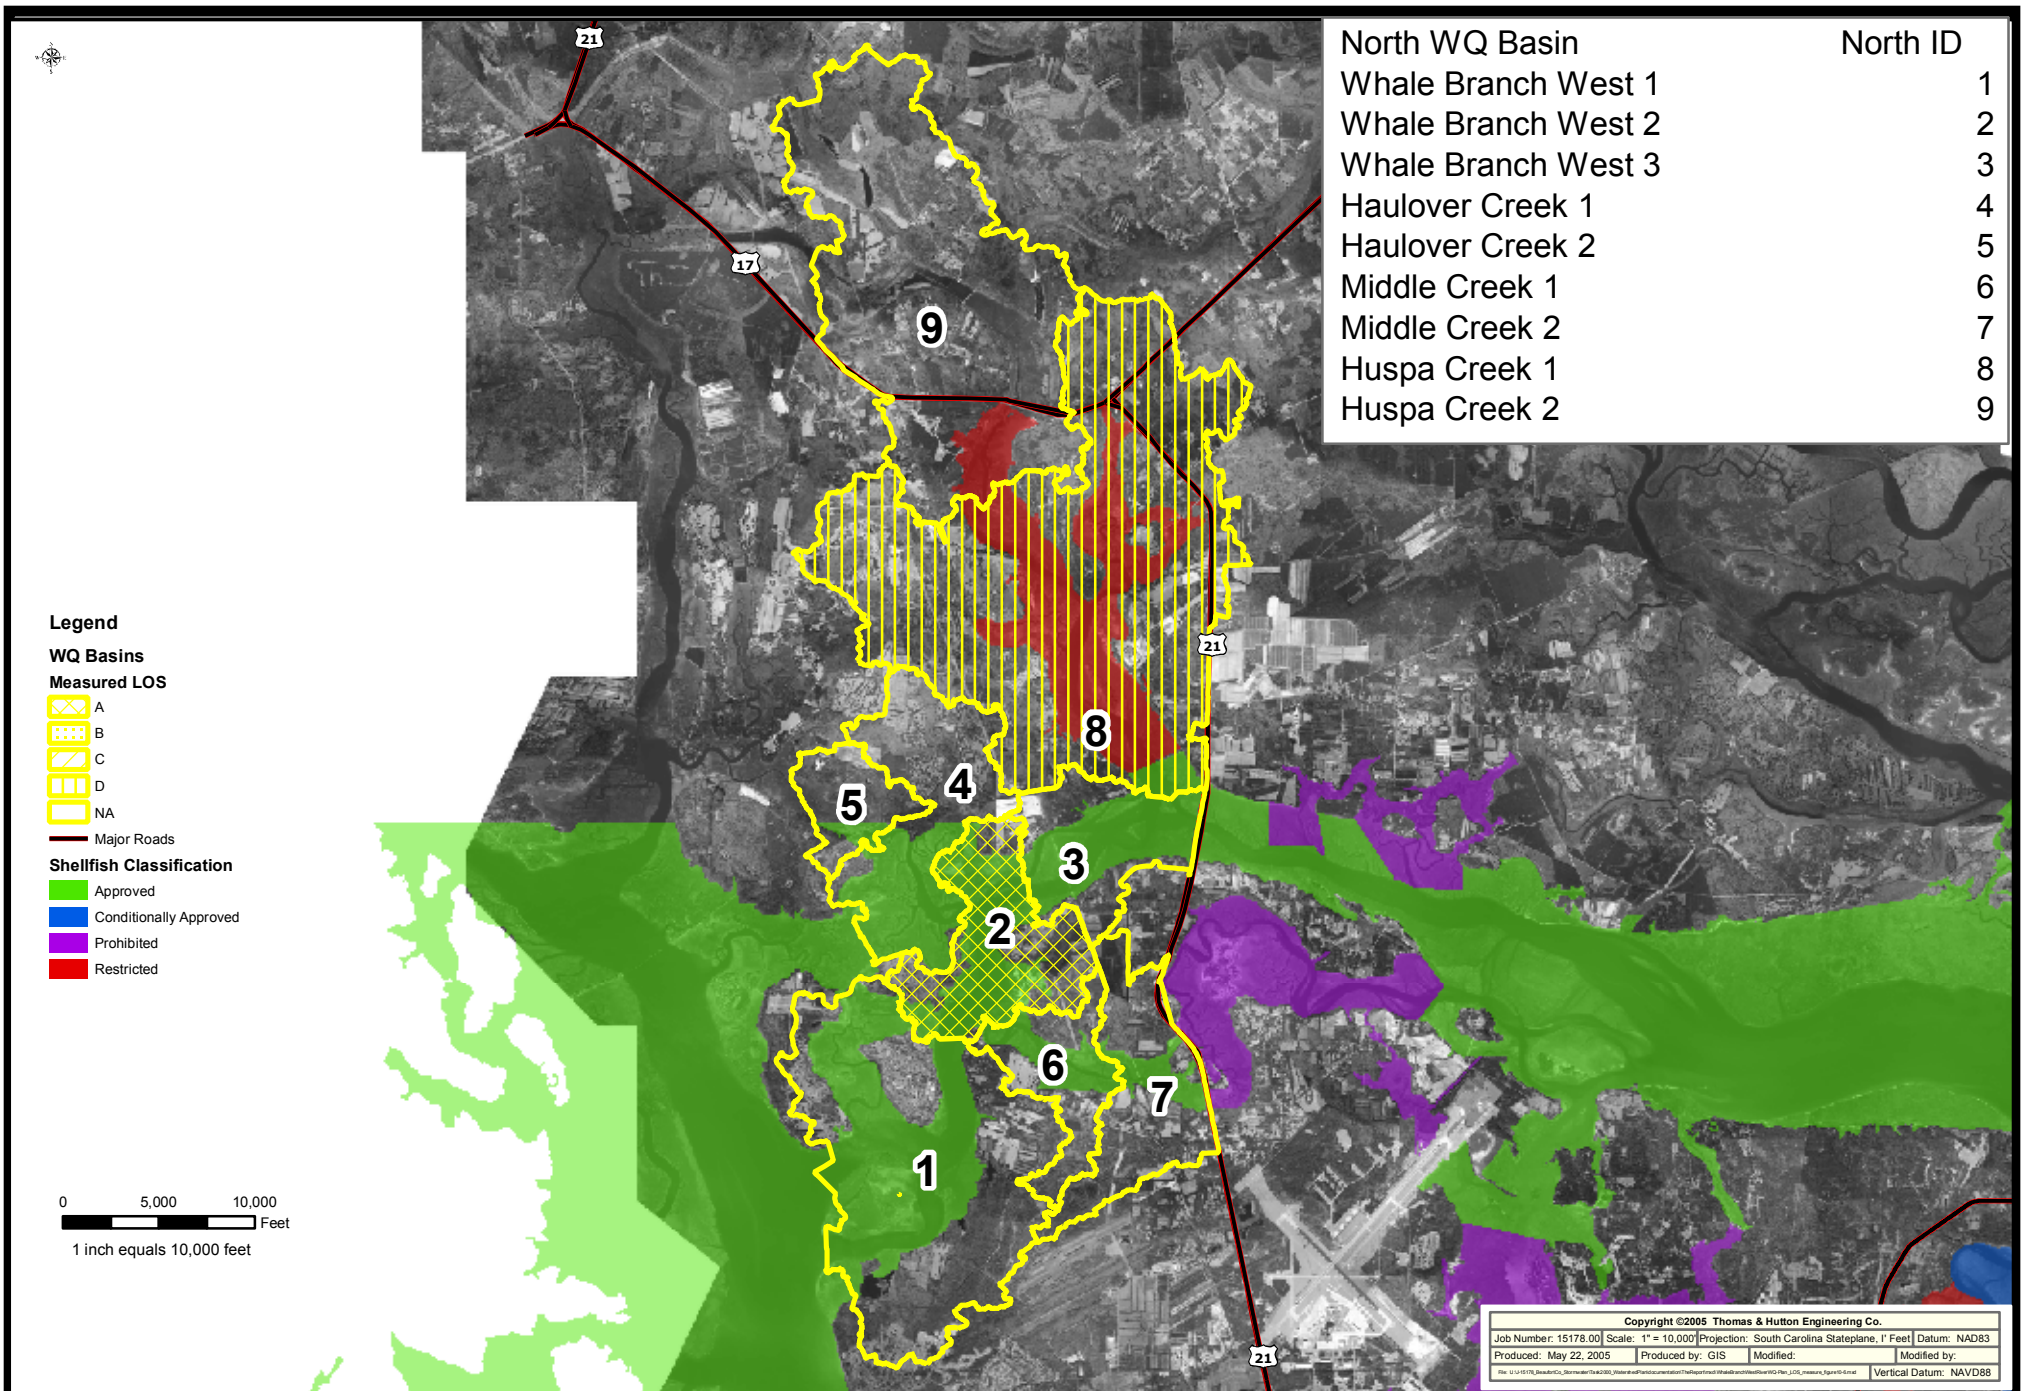 21
17
North WQ Basin North ID
Whale Branch West 1 1
Whale Branch West 2 2
Whale Branch West 3 3
Haulover Creek 1 4
Haulover Creek 2 5
Middle Creek 1 6
Middle Creek 2 7
Huspa Creek 1 8
Huspa Creek 2 9
9
21
8
4
5
3
2
6
7
1
21
Legend
WQ Basins
Measured LOS
A
B
C
D
NA
Major Roads
Shellfish Classification
Approved
Conditionally Approved
Prohibited
Restricted
0 5,000 10,000
Feet
1 inch equals 10,000 feet
Copyright ©2005 Thomas & Hutton Engineering Co.
Job Number: 15178.00 Scale: 1" = 10,000' Projection: South Carolina Stateplane, I' Feet Datum: NAD83
Produced: May 22, 2005 Produced by: GIS Modified: Modified by:
Vertical Datum: NAVD88